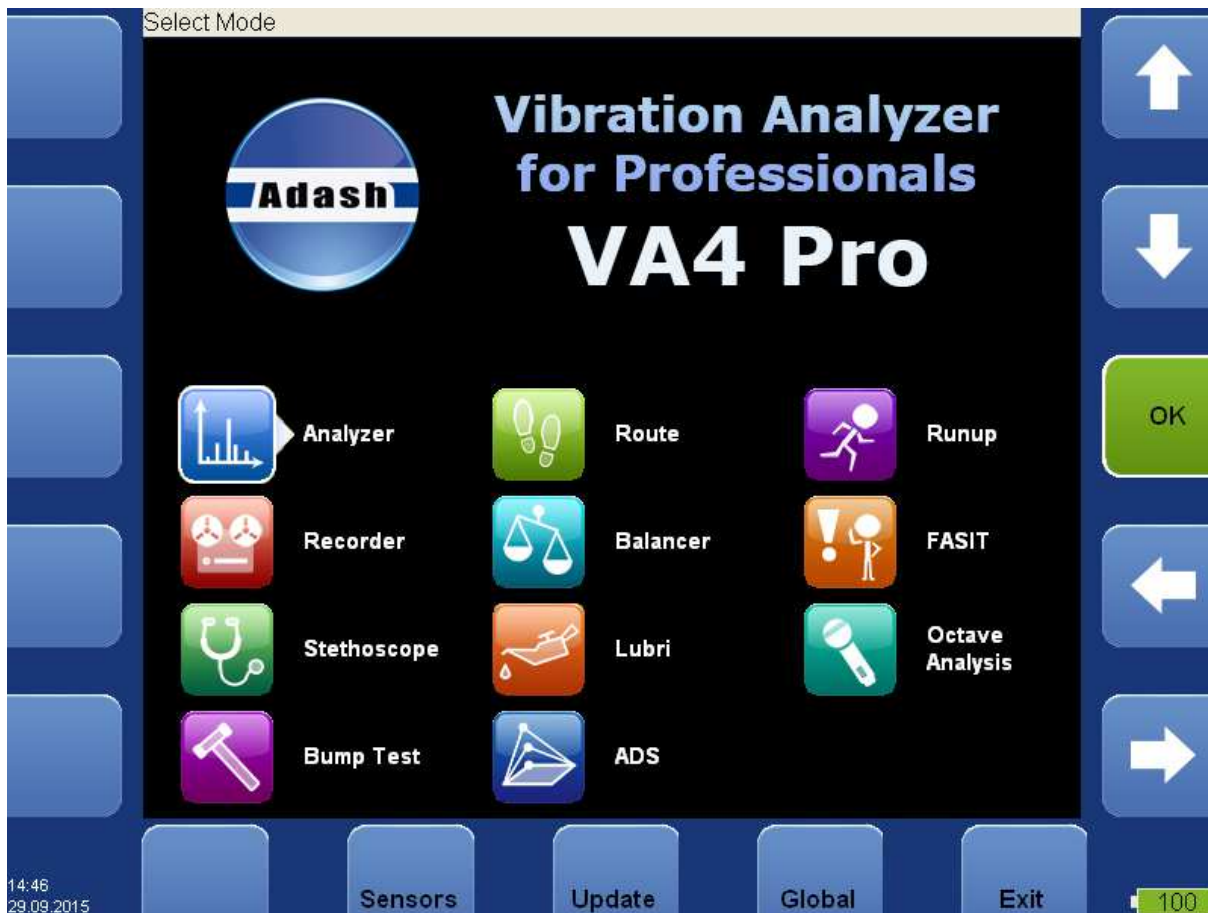 Select Mode
Adash
Vibration Analyzer
for Professionals
VA4 Pro
Analyzer
Route
Runup
OK
Recorder
Balancer
FASIT
Stethoscope
Lubri
Octave
Analysis
Bump Test
ADS
14:46
29.09.2015
Sensors
Update
Global
Exit
100